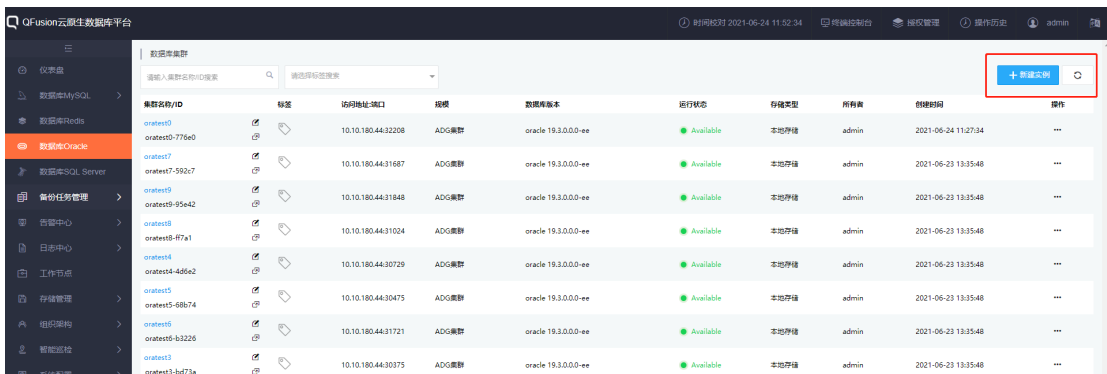 QFusion云原生数据库平台
时间校对 2021-06-24 11:52:34 终端控制台 授权管理 操作历史 admin
数据库集群
仪表盘
数据库MySQL
数据库Redis
数据库Oracle
数据库SQL Server
备份任务管理
告警中心
日志中心
工作节点
存储管理
组织架构
智能巡检
请输入集群名称/ID搜索 请选择标签搜索 + 新建实例
集群名称/ID 标签 访问地址:端口 规模 数据库版本 运行状态 存储类型 所有者 创建时间 操作
oratest0
oratest0-776e0 10.10.180.44:32208 ADG集群 oracle 19.3.0.0.0-ee Available 本地存储 admin 2021-06-24 11:27:34 ···
oratest7
oratest7-592c7 10.10.180.44:31687 ADG集群 oracle 19.3.0.0.0-ee Available 本地存储 admin 2021-06-23 13:35:48 ···
oratest9
oratest9-95e42 10.10.180.44:31848 ADG集群 oracle 19.3.0.0.0-ee Available 本地存储 admin 2021-06-23 13:35:48 ···
oratest8
oratest8-ff7a1 10.10.180.44:31024 ADG集群 oracle 19.3.0.0.0-ee Available 本地存储 admin 2021-06-23 13:35:48 ···
oratest4
oratest4-4d6e2 10.10.180.44:30729 ADG集群 oracle 19.3.0.0.0-ee Available 本地存储 admin 2021-06-23 13:35:48 ···
oratest5
oratest5-68b74 10.10.180.44:30475 ADG集群 oracle 19.3.0.0.0-ee Available 本地存储 admin 2021-06-23 13:35:48 ···
oratest6
oratest6-b3226 10.10.180.44:31721 ADG集群 oracle 19.3.0.0.0-ee Available 本地存储 admin 2021-06-23 13:35:48 ···
oratest3
oratest3-bd73a 10.10.180.44:30375 ADG集群 oracle 19.3.0.0.0-ee Available 本地存储 admin 2021-06-23 13:35:48 ···